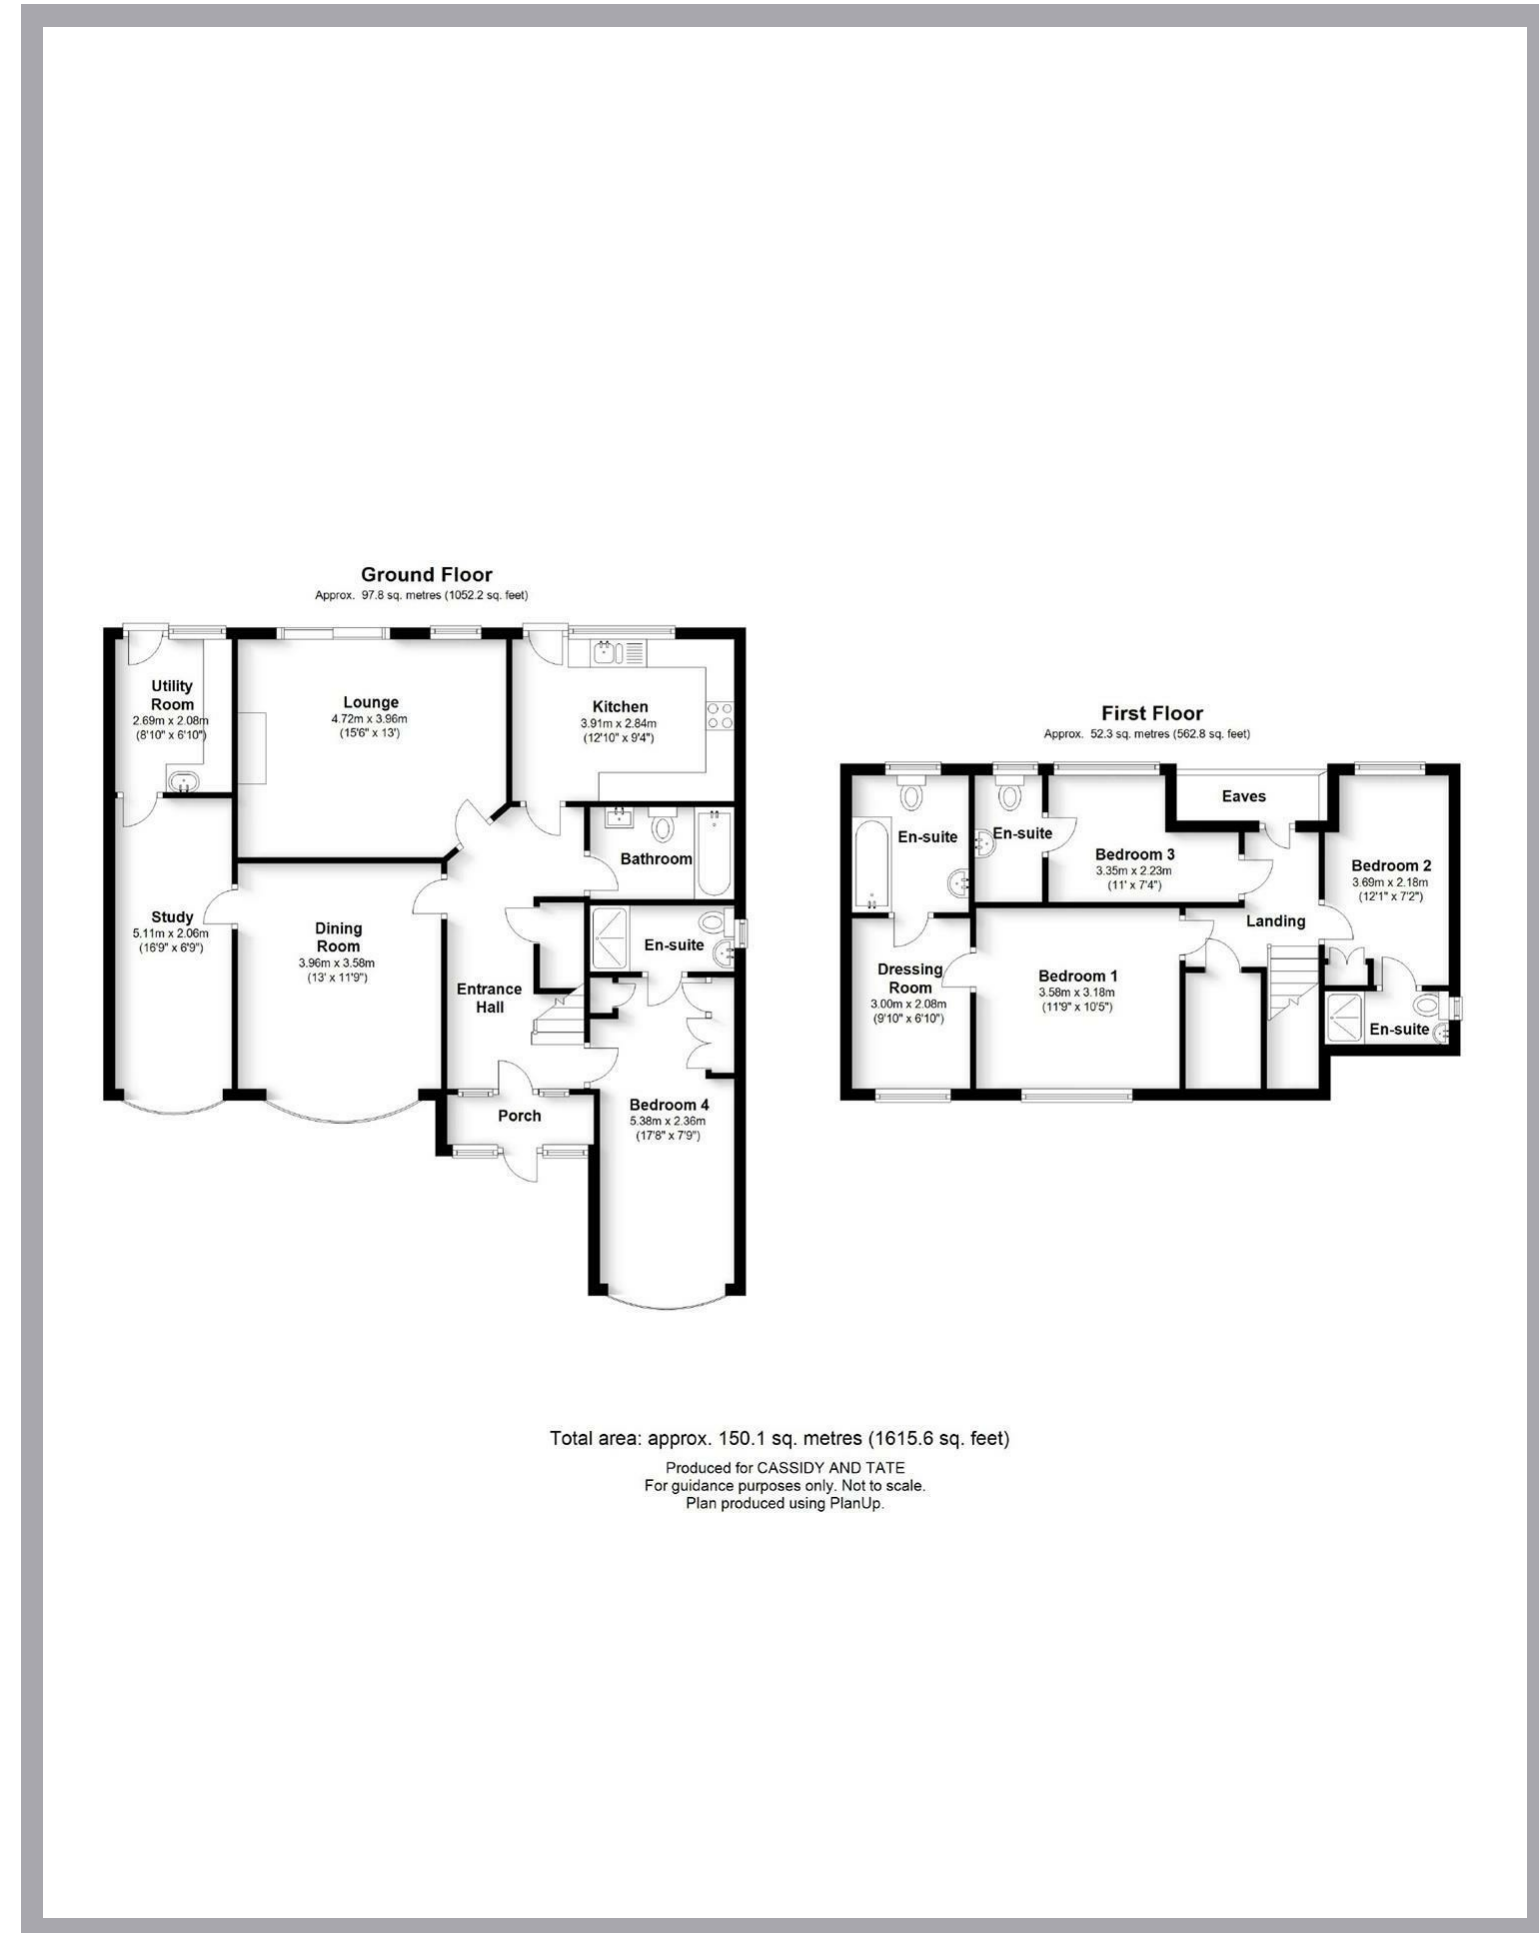 Ground Floor
Approx. 97.8 sq. metres (1052.2 sq. feet)
Utility
Room
2.69m x 2.08m
(8'10" x 6'10")
Lounge
4.72m x 3.96m
(15'6" x 13')
Kitchen
3.91m x 2.84m
(12'10" x 9'4")
Bathroom
Study
5.11m x 2.06m
(16'9" x 6'9")
Dining
Room
3.96m x 3.58m
(13' x 11'9")
En-suite
Entrance
Hall
Porch
Bedroom 4
5.38m x 2.36m
(17'8" x 7'9")
First Floor
Approx. 52.3 sq. metres (562.8 sq. feet)
Eaves
En-suite
En-suite
Bedroom 3
3.35m x 2.23m
(11' x 7'4")
Bedroom 2
3.69m x 2.18m
(12'1" x 7'2")
Landing
Dressing
Room
3.00m x 2.08m
(9'10" x 6'10")
Bedroom 1
3.58m x 3.18m
(11'9" x 10'5")
En-suite
Total area: approx. 150.1 sq. metres (1615.6 sq. feet)
Produced for CASSIDY AND TATE
For guidance purposes only. Not to scale.
Plan produced using PlanUp.